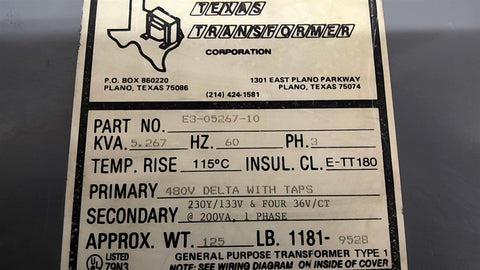 TEXAS
TRANSFORMER
CORPORATION
P.O. BOX 860220 1301 EAST PLANO PARKWAY
PLANO, TEXAS 75086 PLANO, TEXAS 75074
(214) 424-1581
PART NO. E3-05267-10
KVA. 5.267 HZ. 60 PH. 3
TEMP. RISE 115°C INSUL. CL. E-TT180
PRIMARY 480V DELTA WITH TAPS
230Y/133V & FOUR 36V/CT
SECONDARY @ 200VA, 1 PHASE
APPROX. WT. 125 LB. 1181- 9528
UL LISTED GENERAL PURPOSE TRANSFORMER TYPE 1
79N3 NOTE: SEE WIRING DIAGRAM ON INSIDE OF COVER